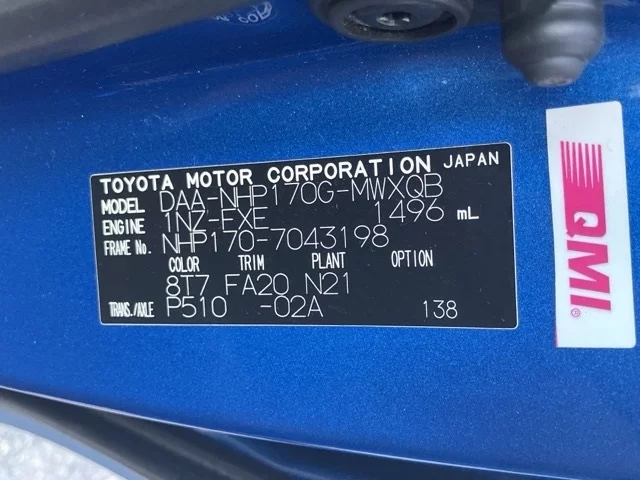 TOYOTA MOTOR CORPORATION JAPAN
MODEL DAA-NHP170G-MWXQB
ENGINE 1NZ-EXE 1496 mL
FRAME No. NHP170-7043198
COLOR TRIM PLANT OPTION
8T7 FA20 N21
TRANS./AXLE P510 -02A 138
QMI®